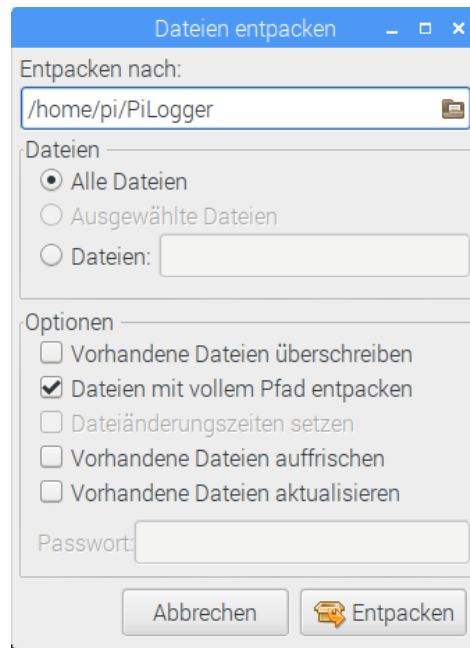 Dateien entpacken
Entpacken nach:
/home/pi/PiLogger
Dateien
Alle Dateien
Ausgewählte Dateien
Dateien:
Optionen
Vorhandene Dateien überschreiben
Dateien mit vollem Pfad entpacken
Dateiänderungszeiten setzen
Vorhandene Dateien auffrischen
Vorhandene Dateien aktualisieren
Passwort:
Abbrechen Entpacken